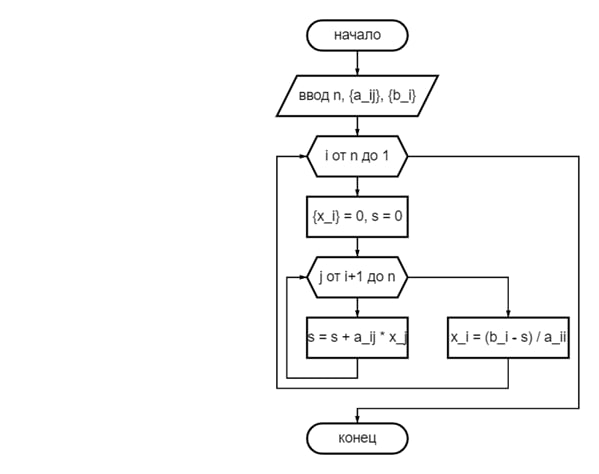 начало
ввод n, {a_ij}, {b_i}
i от n до 1
{x_i} = 0, s = 0
j от i+1 до n
s = s + a_ij * x_j
x_i = (b_i - s) / a_ii
конец